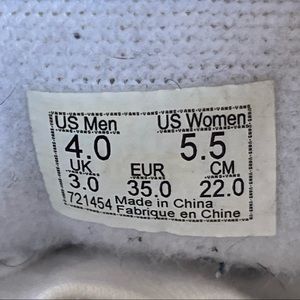 US Men US Women
4.0 5.5
UK EUR CM
3.0 35.0 22.0
721454 Made in China
Fabrique en Chine